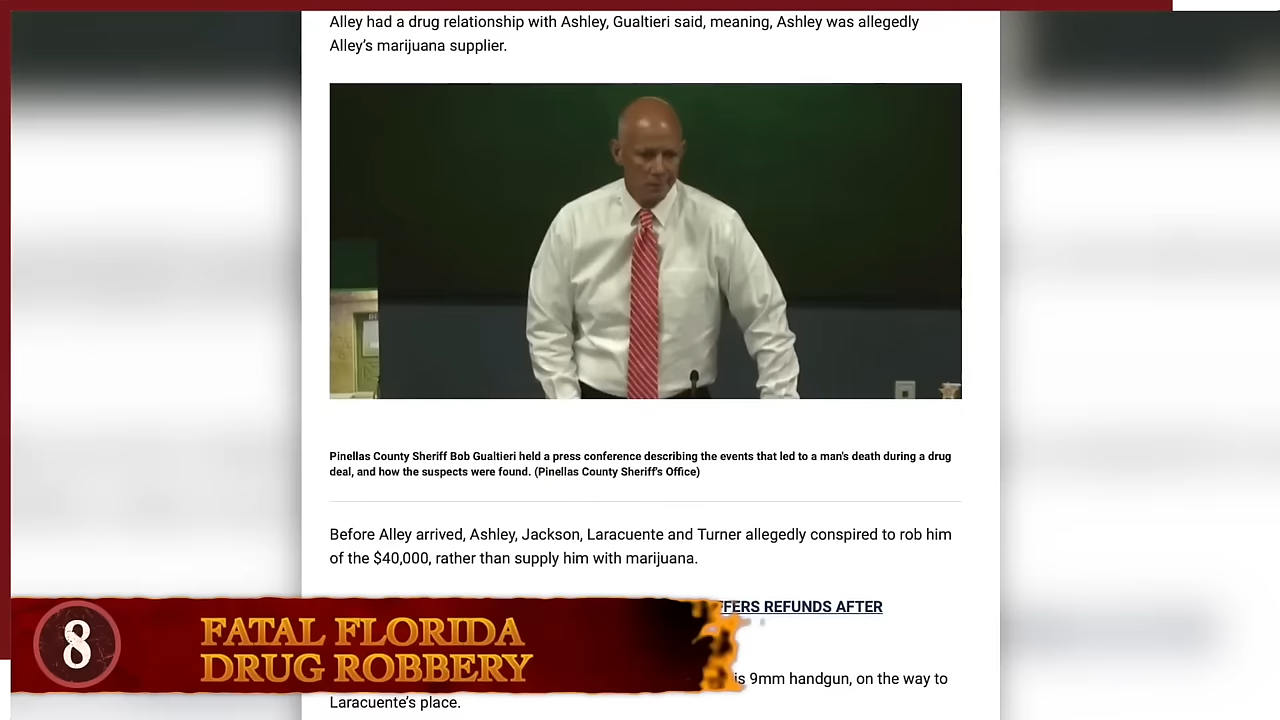 Alley had a drug relationship with Ashley, Gualtieri said, meaning, Ashley was allegedly
Alley’s marijuana supplier.
Pinellas County Sheriff Bob Gualtieri held a press conference describing the events that led to a man's death during a drug
deal, and how the suspects were found. (Pinellas County Sheriff's Office)
Before Alley arrived, Ashley, Jackson, Laracuente and Turner allegedly conspired to rob him
of the $40,000, rather than supply him with marijuana.
REFUNDS AFTER
8
FATAL FLORIDA
DRUG ROBBERY
9mm handgun, on the way to
Laracuente’s place.